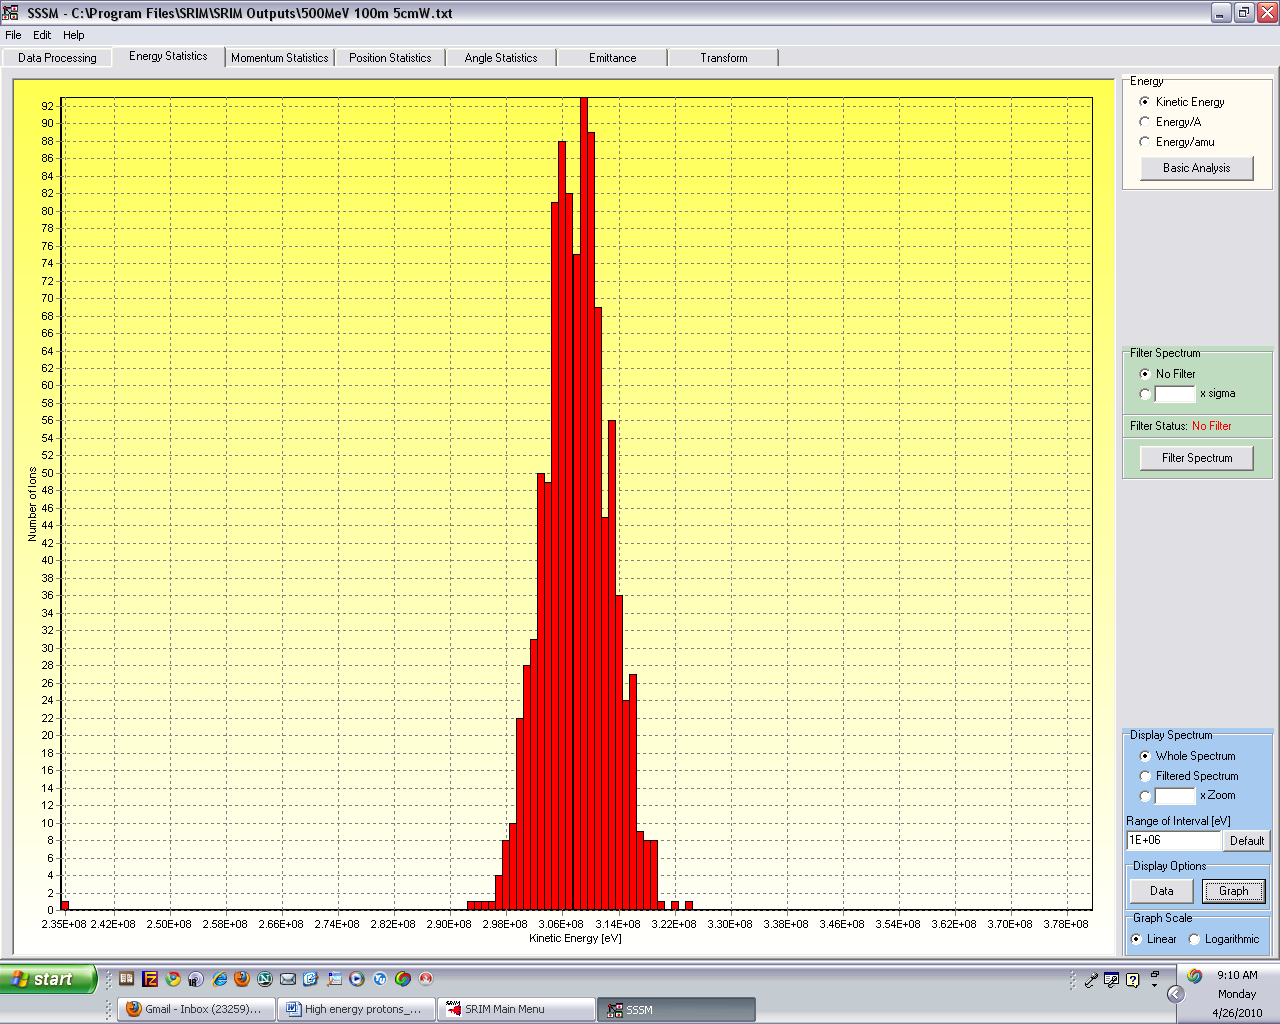 SSSM - C:\Program Files\SRIM\SRIM Outputs\500MeV 100m 5cmW.txt
File Edit Help
Data Processing Energy Statistics Momentum Statistics Position Statistics Angle Statistics Emittance Transform
92
90
88
86
84
82
80
78
76
74
72
70
68
66
64
62
60
58
56
54
52
50
48
46
44
42
40
38
36
34
32
30
28
26
24
22
20
18
16
14
12
10
8
6
4
2
0
Number of Ions
2.35E+08 2.42E+08 2.50E+08 2.58E+08 2.66E+08 2.74E+08 2.82E+08 2.90E+08 2.98E+08 3.06E+08 3.14E+08 3.22E+08 3.30E+08 3.38E+08 3.46E+08 3.54E+08 3.62E+08 3.70E+08 3.78E+08
Kinetic Energy [eV]
Energy
Kinetic Energy
Energy/A
Energy/amu
Basic Analysis
Filter Spectrum
No Filter
x sigma
Filter Status: No Filter
Filter Spectrum
Display Spectrum
Whole Spectrum
Filtered Spectrum
x Zoom
Range of Interval [eV]
1E+06 Default
Display Options
Data Graph
Graph Scale
Linear Logarithmic
start
Gmail - Inbox (23259)... High energy protons_... SRIM Main Menu SSSM
9:10 AM
Monday
4/26/2010